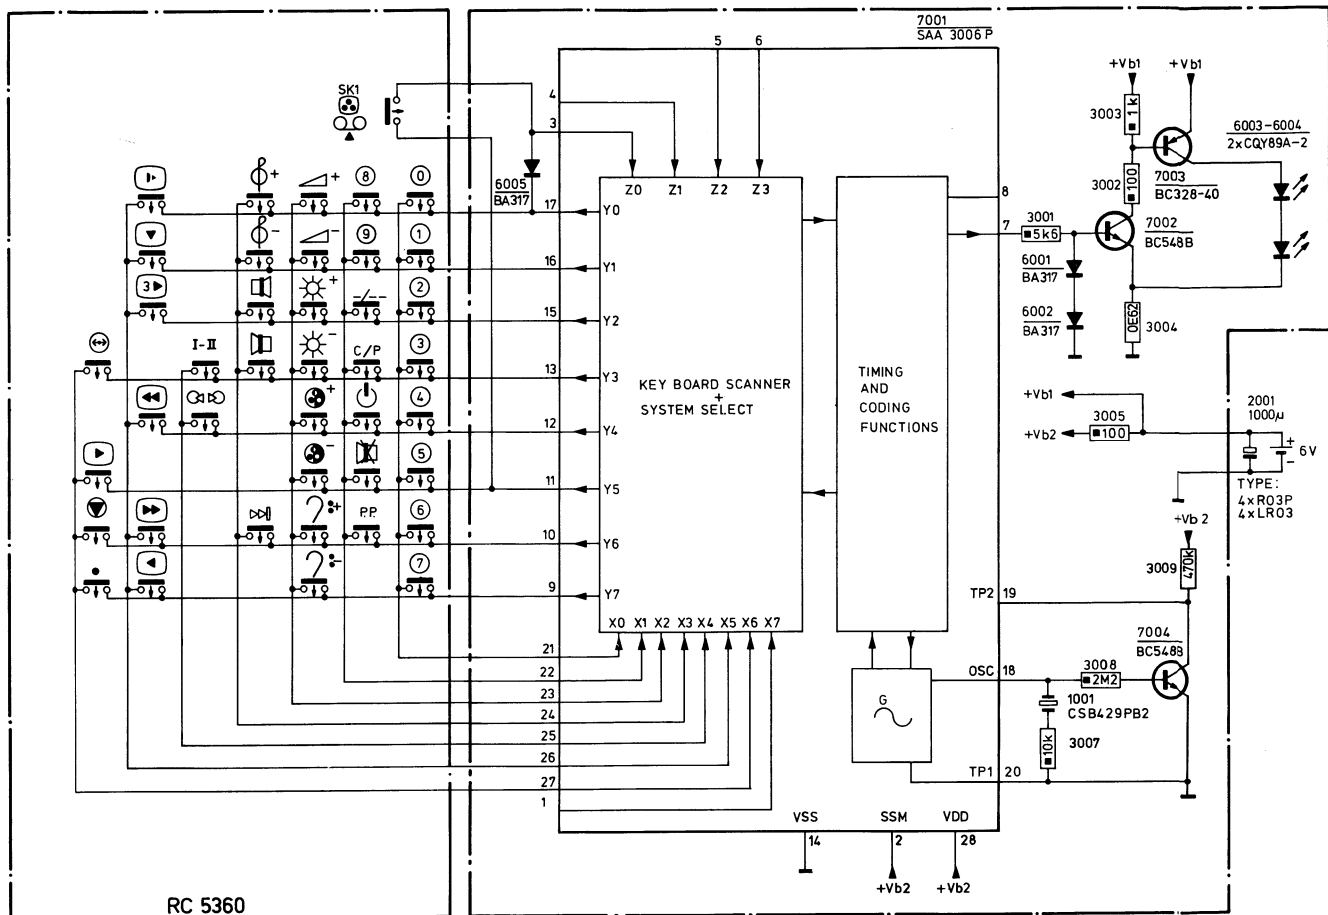 7001
SAA 3006 P
5 6
SK1
4
3
6005
BA317
+ + 8 0
- - 9 1
3 + -/-- 2
I-II - C/P 3
+ 4
- 5
+ P.P. 6
- 7
17
16
15
13
12
11
10
9
Z0 Z1 Z2 Z3
Y0
Y1
Y2
Y3
Y4
Y5
Y6
Y7
KEY BOARD SCANNER
+
SYSTEM SELECT
X0 X1 X2 X3 X4 X5 X6 X7
21
22
23
24
25
26
27
1
TIMING
AND
CODING
FUNCTIONS
G
8
7
TP2 19
OSC 18
TP1 20
VSS SSM VDD
14 2 28
+Vb2 +Vb2
+Vb1 +Vb1
3003 1k
3002 100
7003
BC328-40
6003-6004
2xCQY89A-2
3001
5k6
7002
BC548B
6001
BA317
6002
BA317
0E62 3004
+Vb1
3005
+Vb2 100
2001
1000µ
+
6V
-
TYPE:
4xR03P
4xLR03
+Vb 2
3009 470k
7004
BC548B
3008
2M2
1001
CSB429PB2
10k 3007
RC 5360